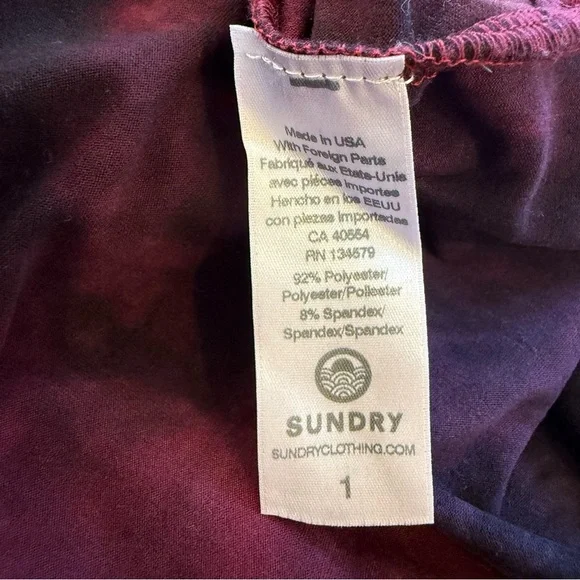 Made in USA
With Foreign Parts
Fabriqué aux Etats-Unis
avec pièces importes
Hencho en los EEUU
con piezas importadas
CA 40554
RN 134579
92% Polyester/
Polyester/Poliester
8% Spandex/
Spandex/Spandex
SUNDRY
SUNDRYCLOTHING.COM
1